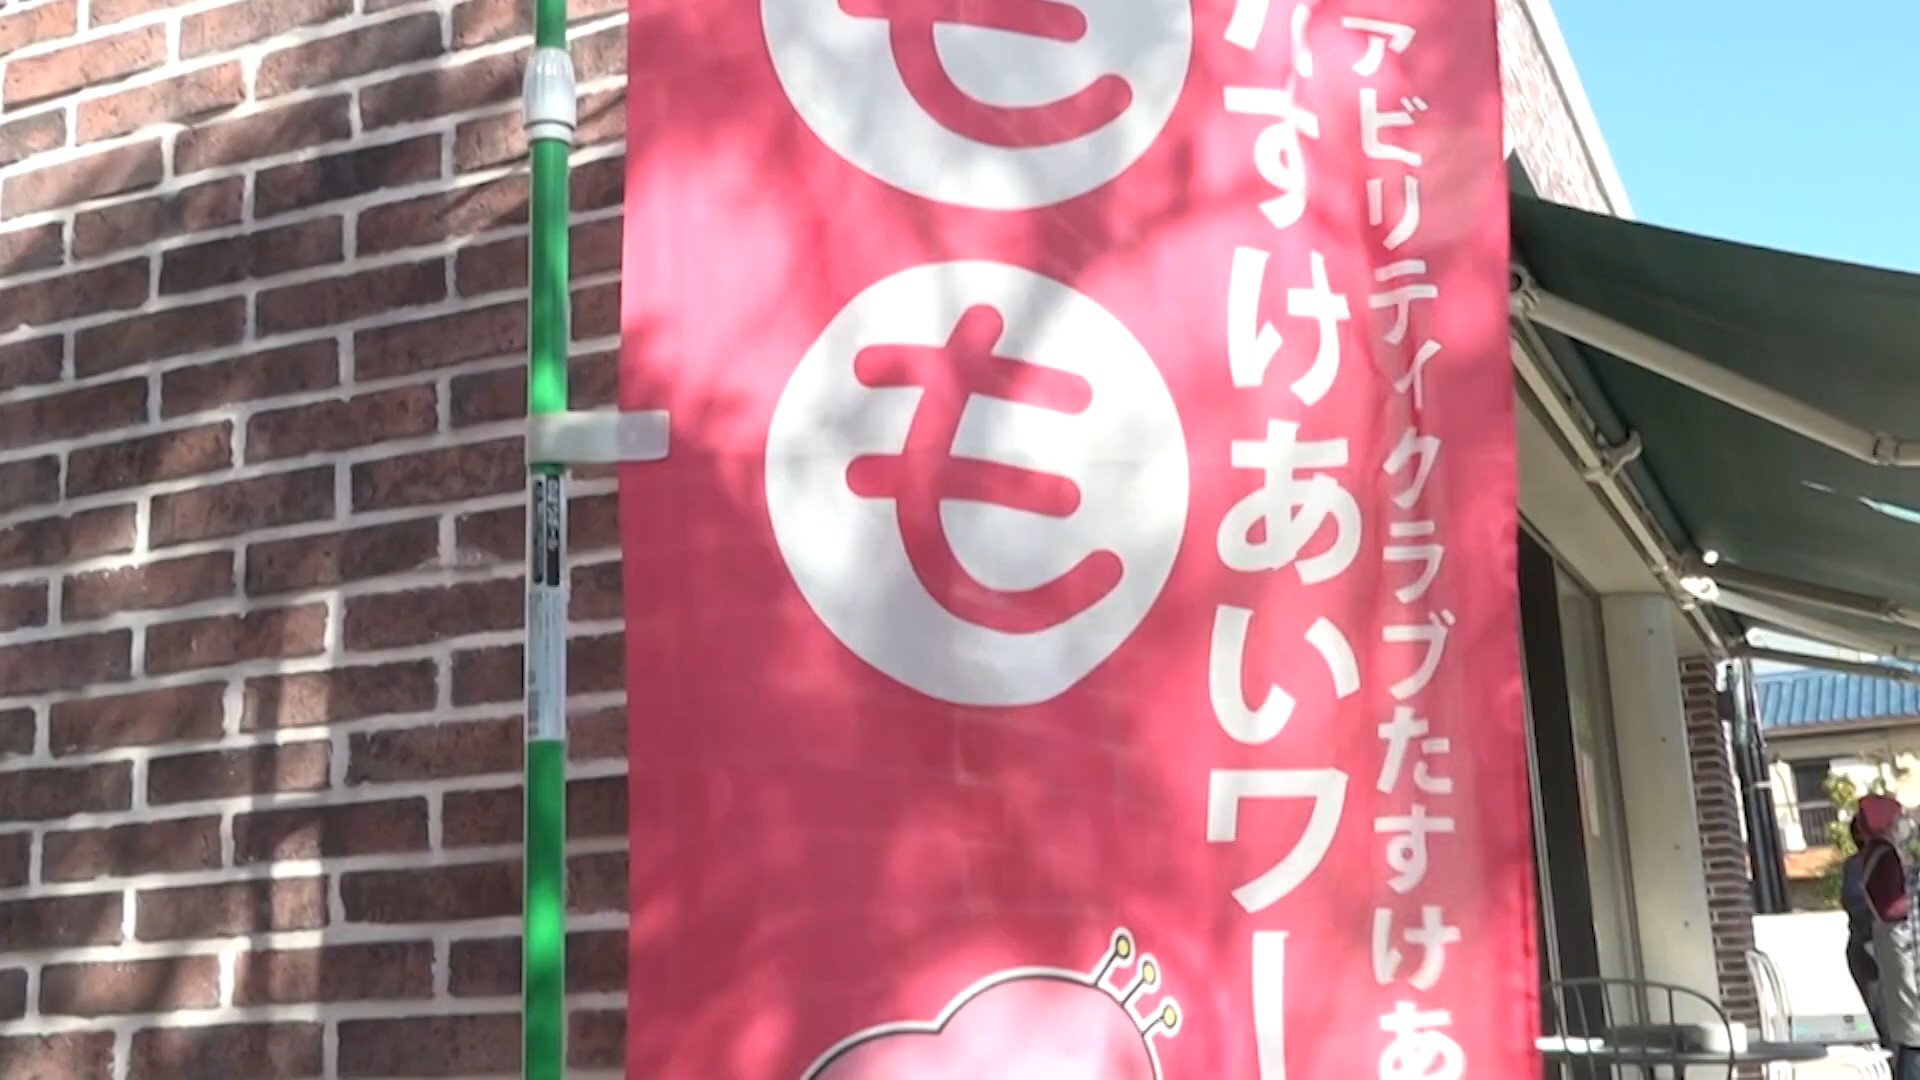 アビリティクラブたすけあ
たすけあいワー
も
も